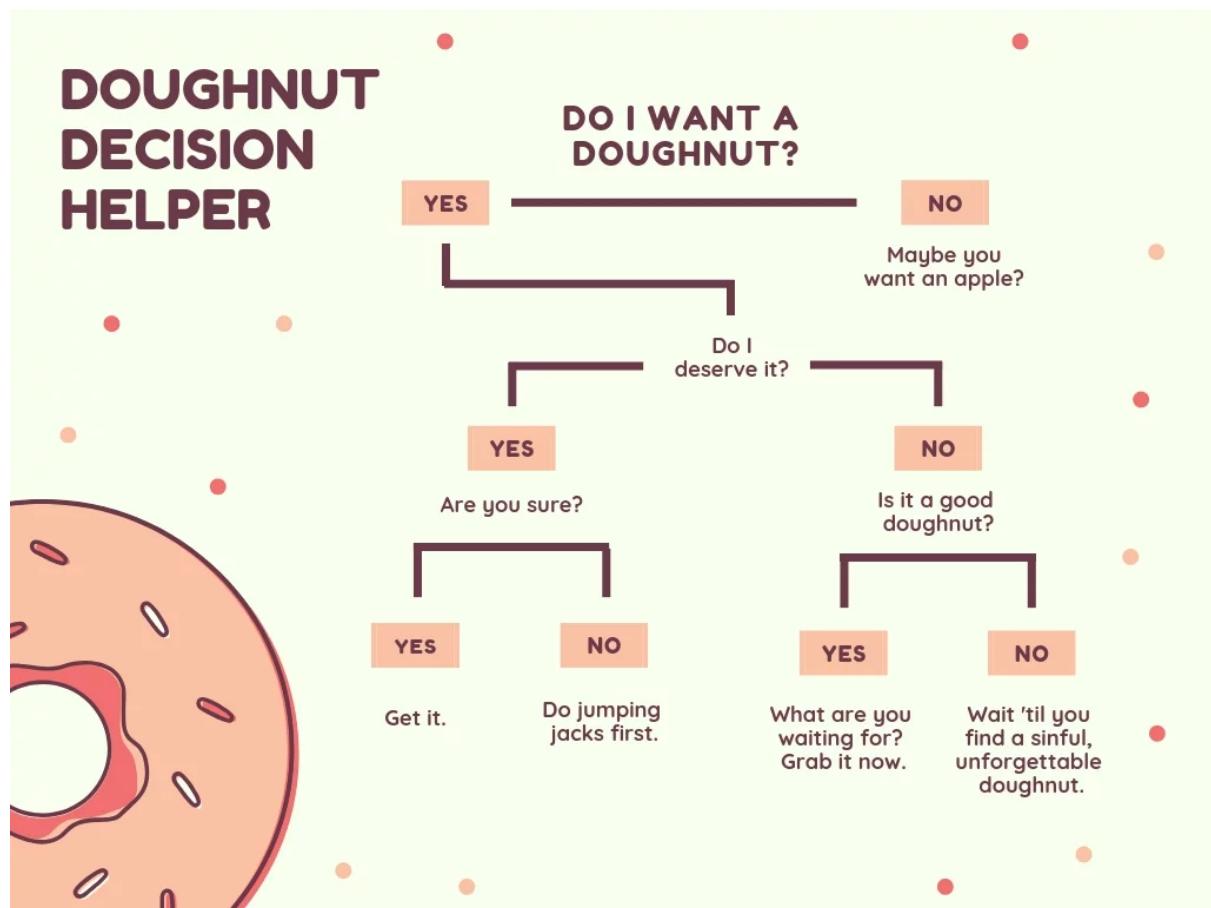 DOUGHNUT
DECISION
HELPER
DO I WANT A
DOUGHNUT?
YES
NO
Maybe you
want an apple?
Do I
deserve it?
YES
NO
Are you sure?
Is it a good
doughnut?
YES
NO
YES
NO
Get it.
Do jumping
jacks first.
What are you
waiting for?
Grab it now.
Wait 'til you
find a sinful,
unforgettable
doughnut.